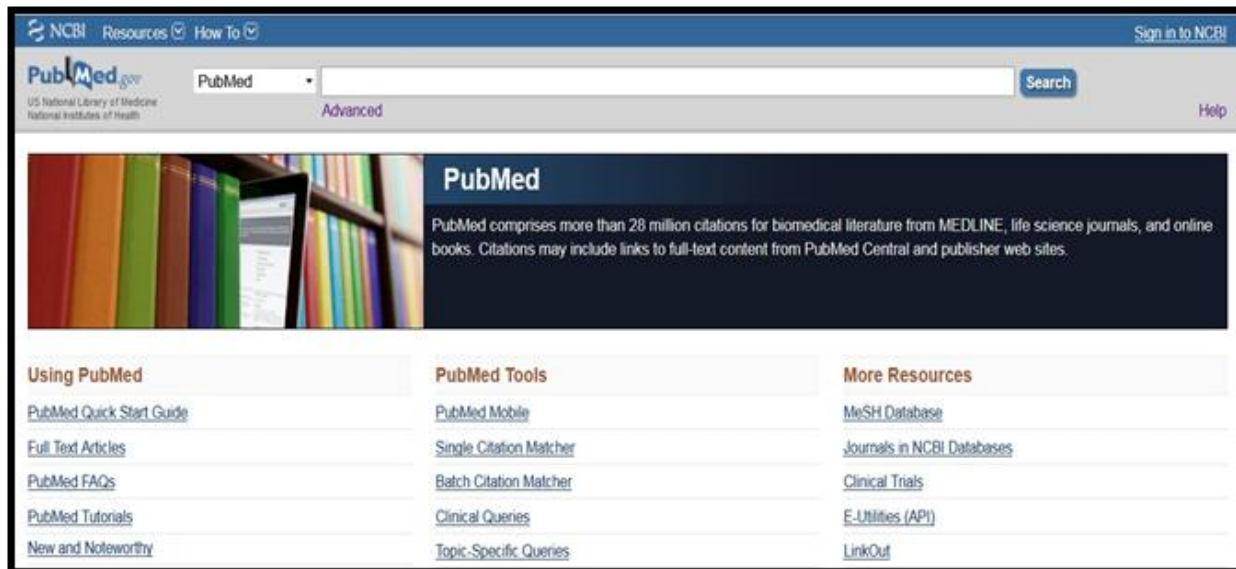 NCBI Resources How To Sign in to NCBI
PubMed.gov
US National Library of Medicine
National Institutes of Health
PubMed
Search
Advanced
Help
PubMed
PubMed comprises more than 28 million citations for biomedical literature from MEDLINE, life science journals, and online
books. Citations may include links to full-text content from PubMed Central and publisher web sites.
Using PubMed
PubMed Quick Start Guide
Full Text Articles
PubMed FAQs
PubMed Tutorials
New and Noteworthy
PubMed Tools
PubMed Mobile
Single Citation Matcher
Batch Citation Matcher
Clinical Queries
Topic-Specific Queries
More Resources
MeSH Database
Journals in NCBI Databases
Clinical Trials
E-Utilities (API)
LinkOut